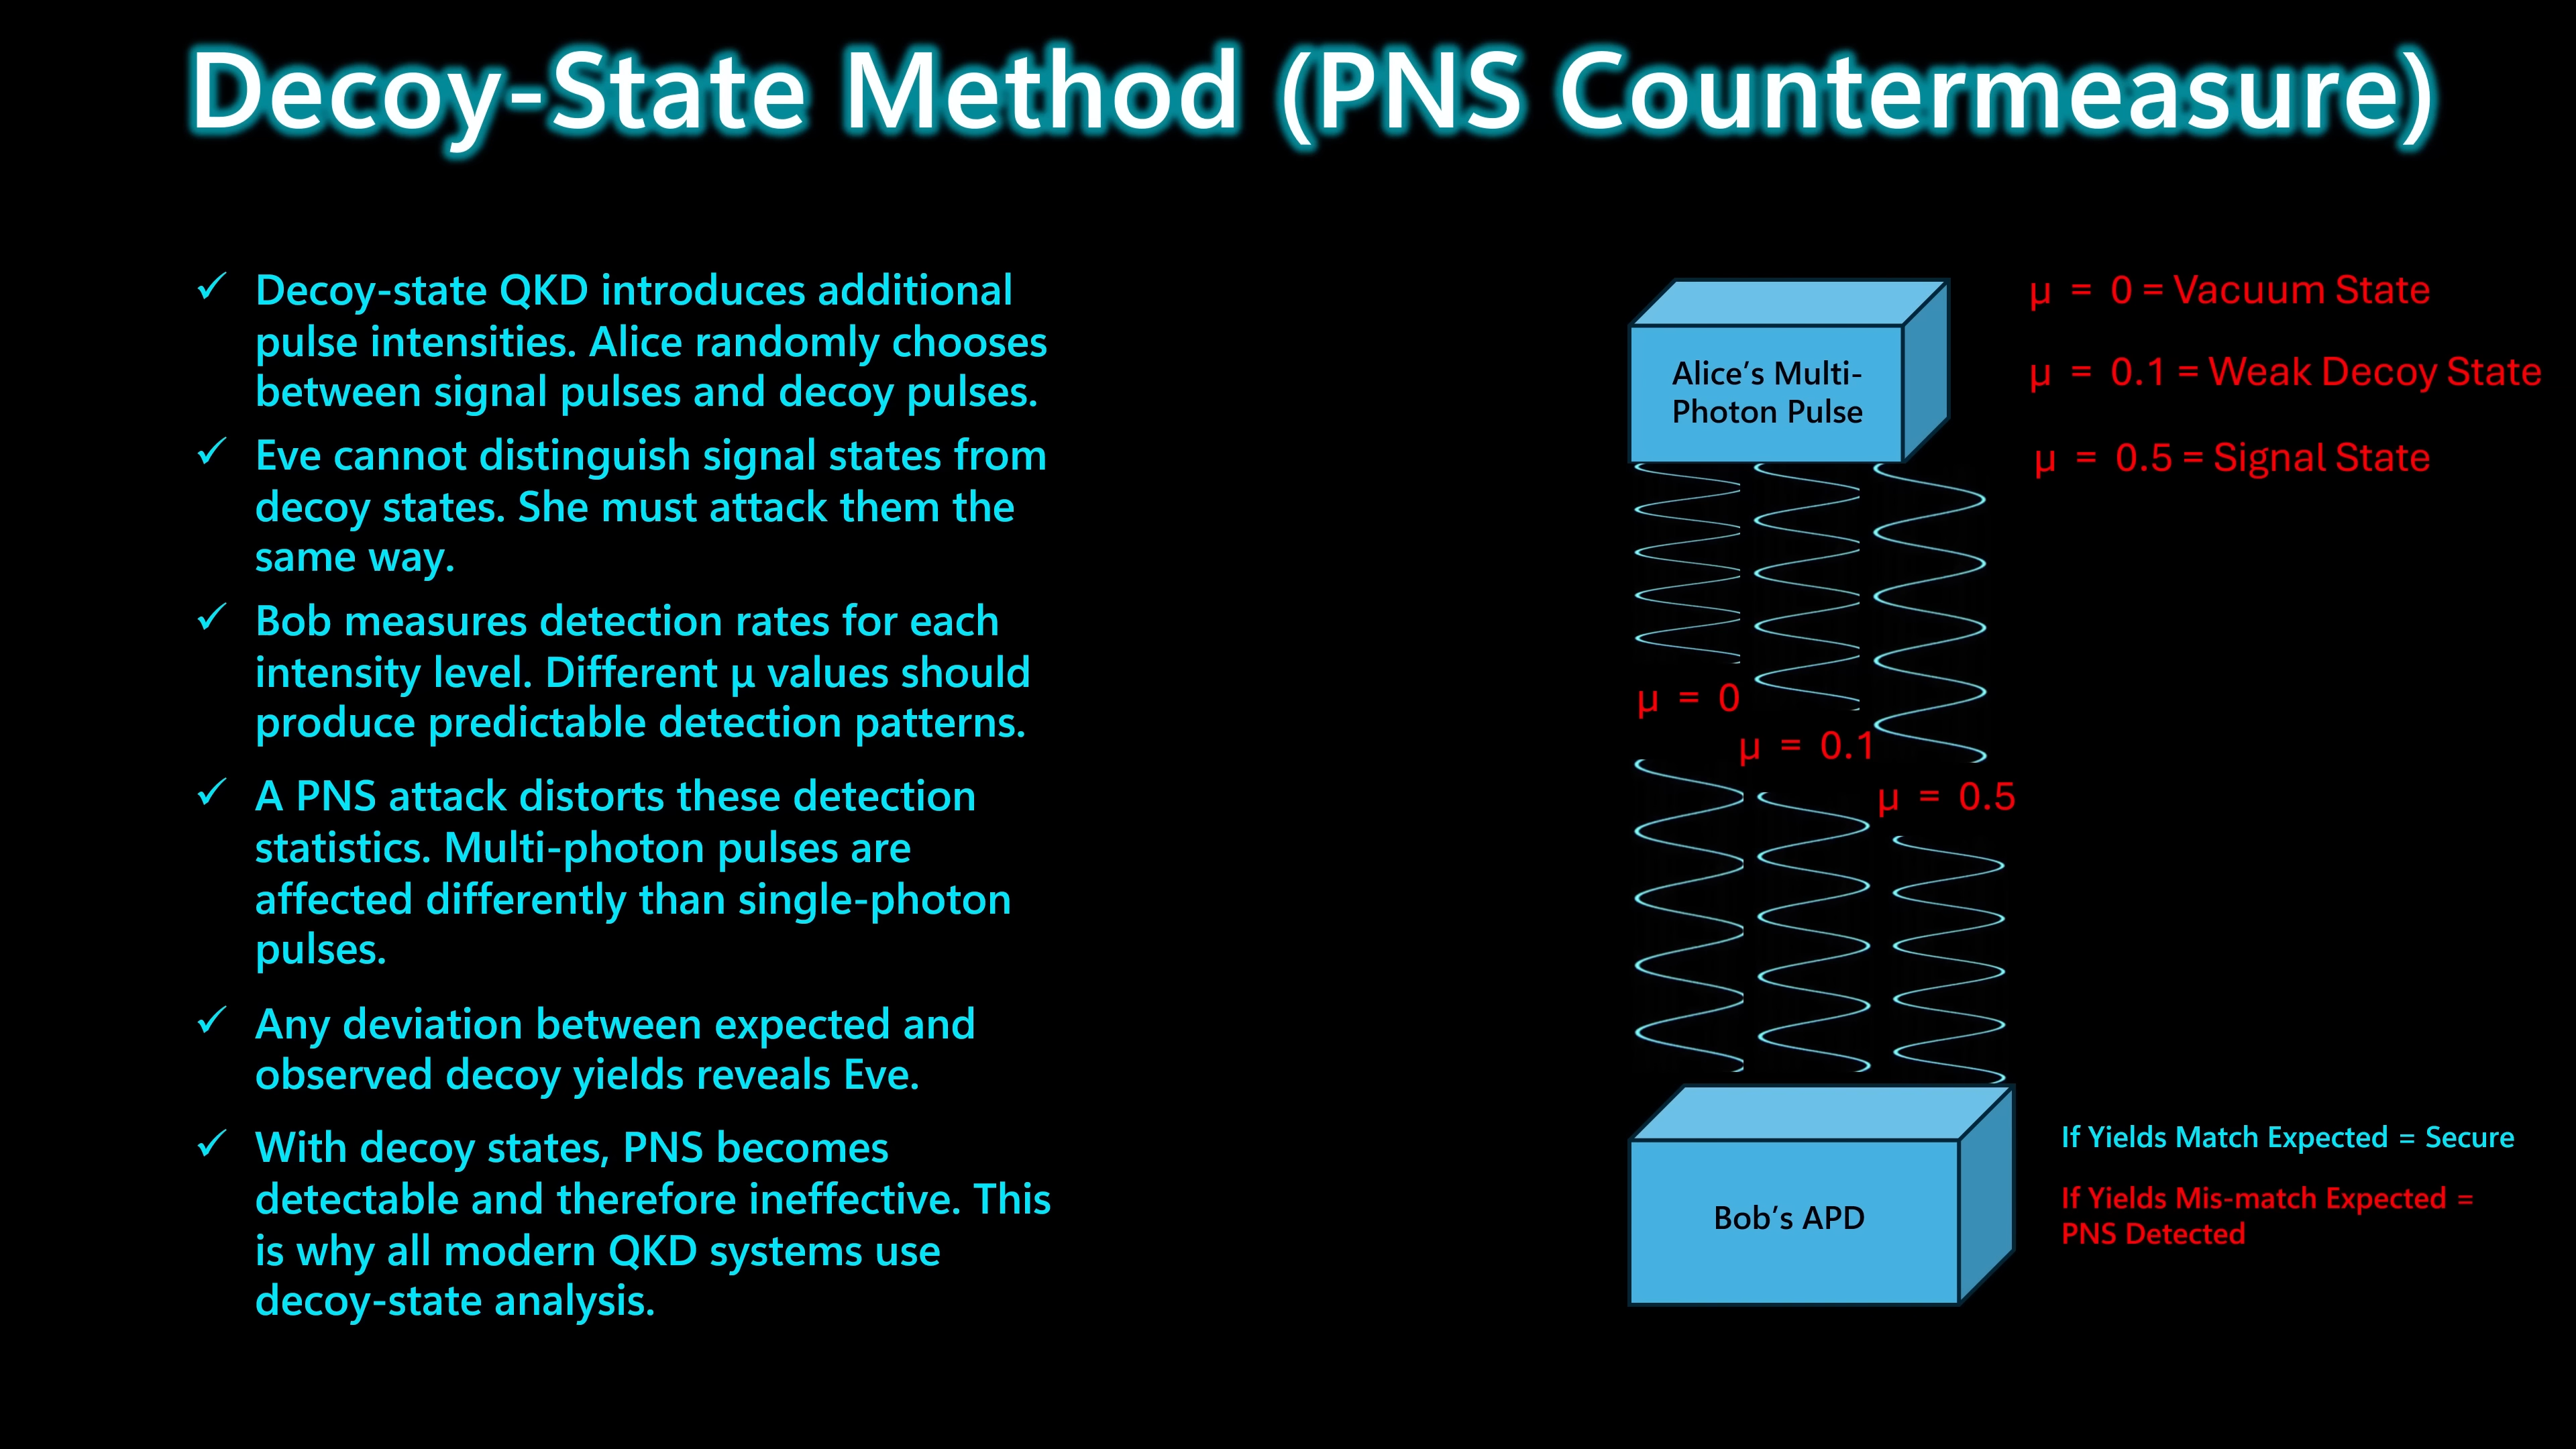 Decoy-State Method (PNS Countermeasure)
✓ Decoy-state QKD introduces additional
pulse intensities. Alice randomly chooses
between signal pulses and decoy pulses.
✓ Eve cannot distinguish signal states from
decoy states. She must attack them the
same way.
✓ Bob measures detection rates for each
intensity level. Different μ values should
produce predictable detection patterns.
✓ A PNS attack distorts these detection
statistics. Multi-photon pulses are
affected differently than single-photon
pulses.
✓ Any deviation between expected and
observed decoy yields reveals Eve.
✓ With decoy states, PNS becomes
detectable and therefore ineffective. This
is why all modern QKD systems use
decoy-state analysis.
Alice’s Multi-
Photon Pulse
μ = 0 = Vacuum State
μ = 0.1 = Weak Decoy State
μ = 0.5 = Signal State
μ = 0
μ = 0.1
μ = 0.5
Bob’s APD
If Yields Match Expected = Secure
If Yields Mis-match Expected =
PNS Detected